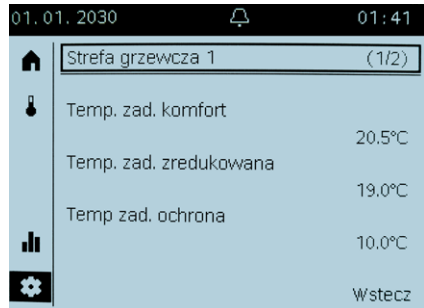 01.01.2030 01:41
Strefa grzewcza 1 (1/2)
Temp. zad. komfort
20.5°C
Temp. zad. zredukowana
19.0°C
Temp zad. ochrona
10.0°C
Wstecz